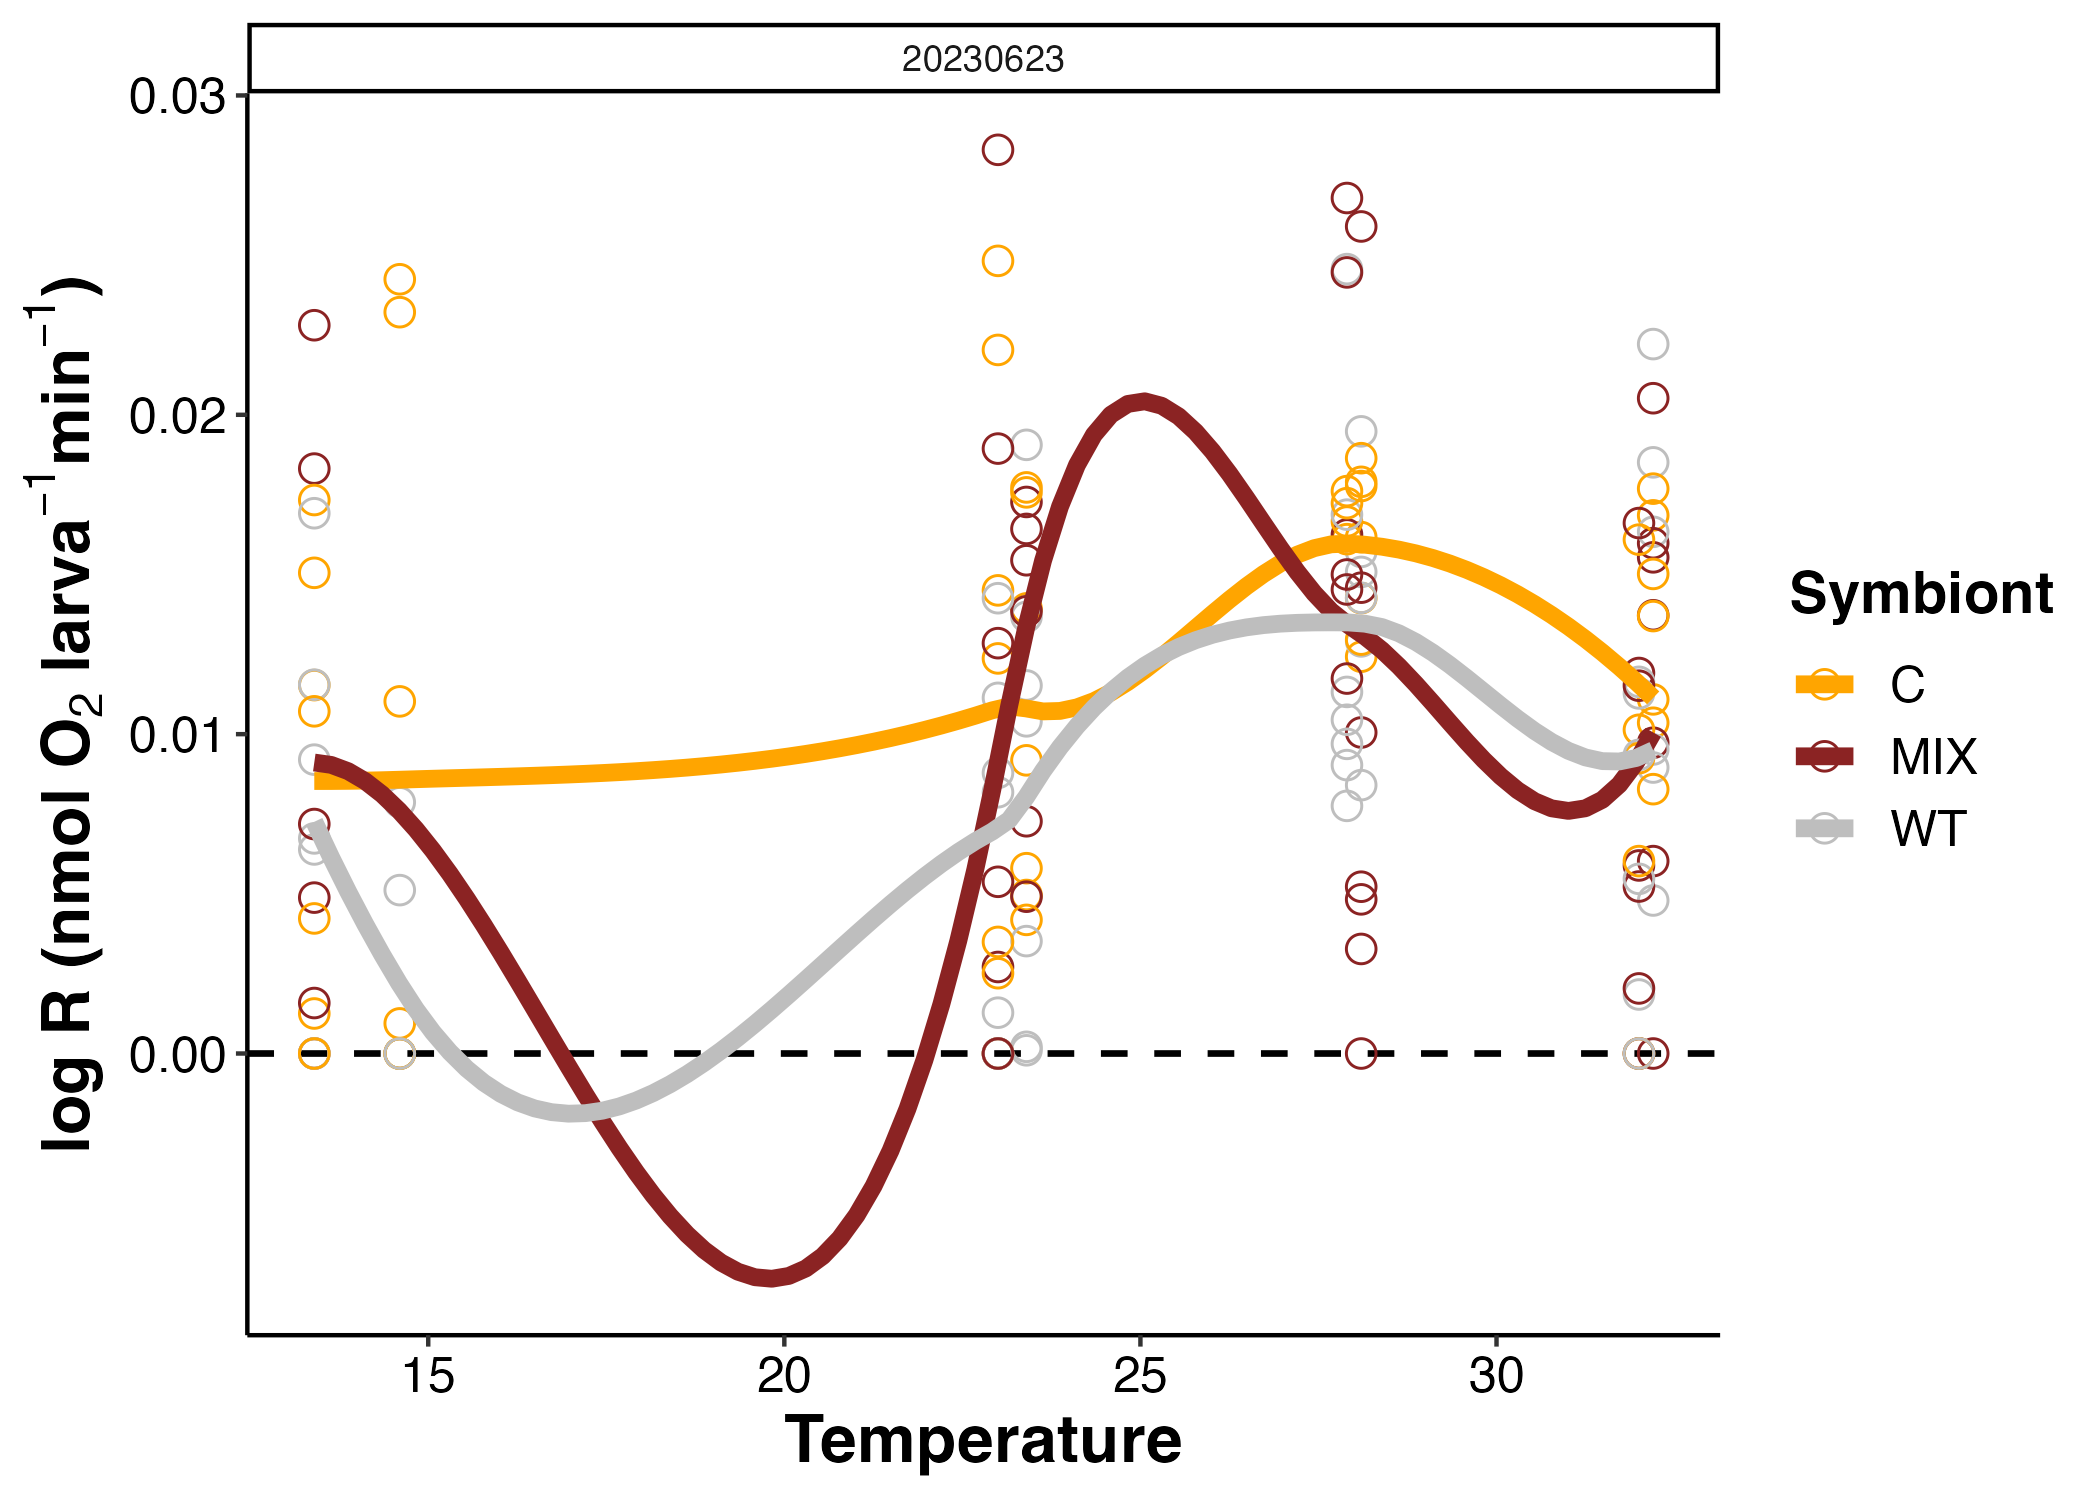 20230623
0.03
0.02
0.01
0.00
log R (nmol O₂ larva⁻¹min⁻¹)
15 20 25 30
Temperature
Symbiont
C
MIX
WT